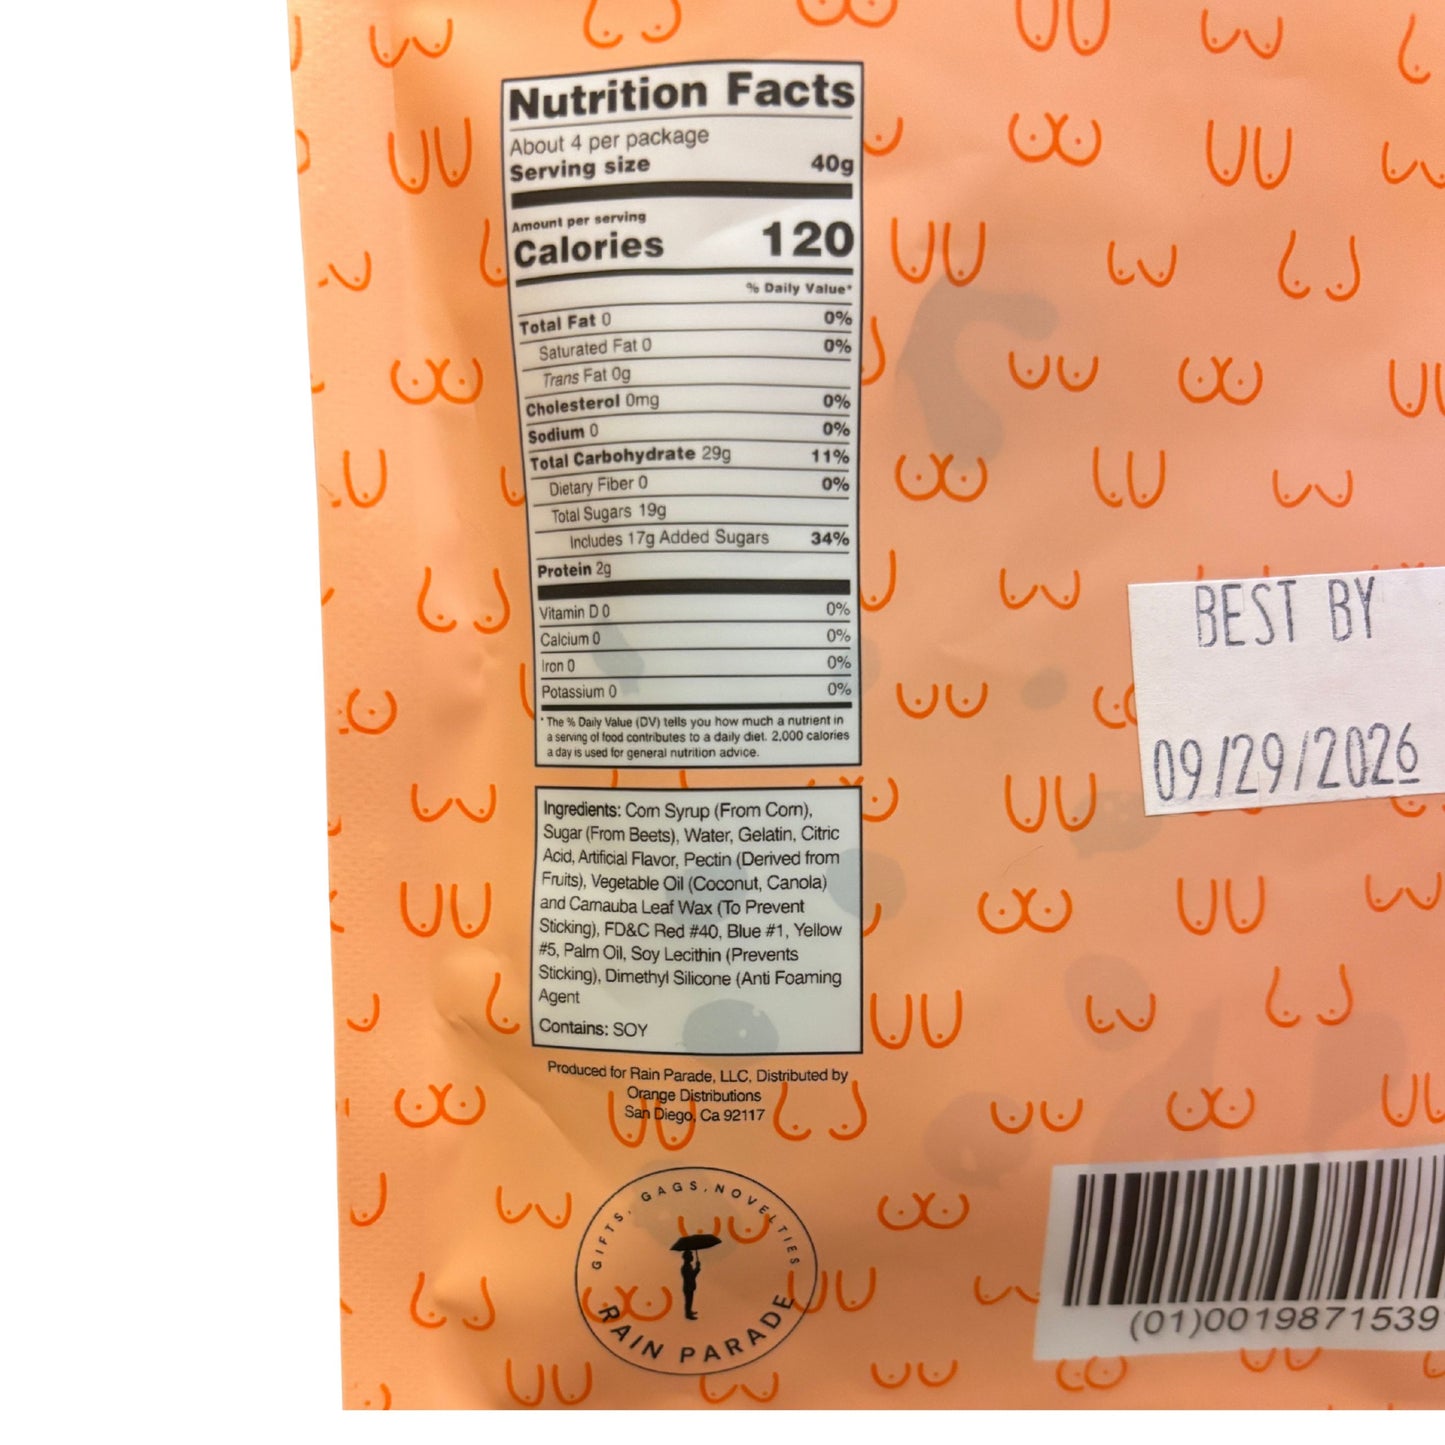 Nutrition Facts
About 4 per package
Serving size 40g
Amount per serving
Calories 120
% Daily Value*
Total Fat 0 0%
Saturated Fat 0 0%
Trans Fat 0g
Cholesterol 0mg 0%
Sodium 0 0%
Total Carbohydrate 29g 11%
Dietary Fiber 0 0%
Total Sugars 19g
Includes 17g Added Sugars 34%
Protein 2g
Vitamin D 0 0%
Calcium 0 0%
Iron 0 0%
Potassium 0 0%
* The % Daily Value (DV) tells you how much a nutrient in
a serving of food contributes to a daily diet. 2,000 calories
a day is used for general nutrition advice.
Ingredients: Corn Syrup (From Corn),
Sugar (From Beets), Water, Gelatin, Citric
Acid, Artificial Flavor, Pectin (Derived from
Fruits), Vegetable Oil (Coconut, Canola)
and Carnauba Leaf Wax (To Prevent
Sticking), FD&C Red #40, Blue #1, Yellow
#5, Palm Oil, Soy Lecithin (Prevents
Sticking), Dimethyl Silicone (Anti Foaming
Agent
Contains: SOY
Produced for Rain Parade, LLC, Distributed by
Orange Distributions
San Diego, Ca 92117
GIFTS, GAGS, NOVELTIES
RAIN PARADE
BEST BY
09/29/2026
(01)0019871539